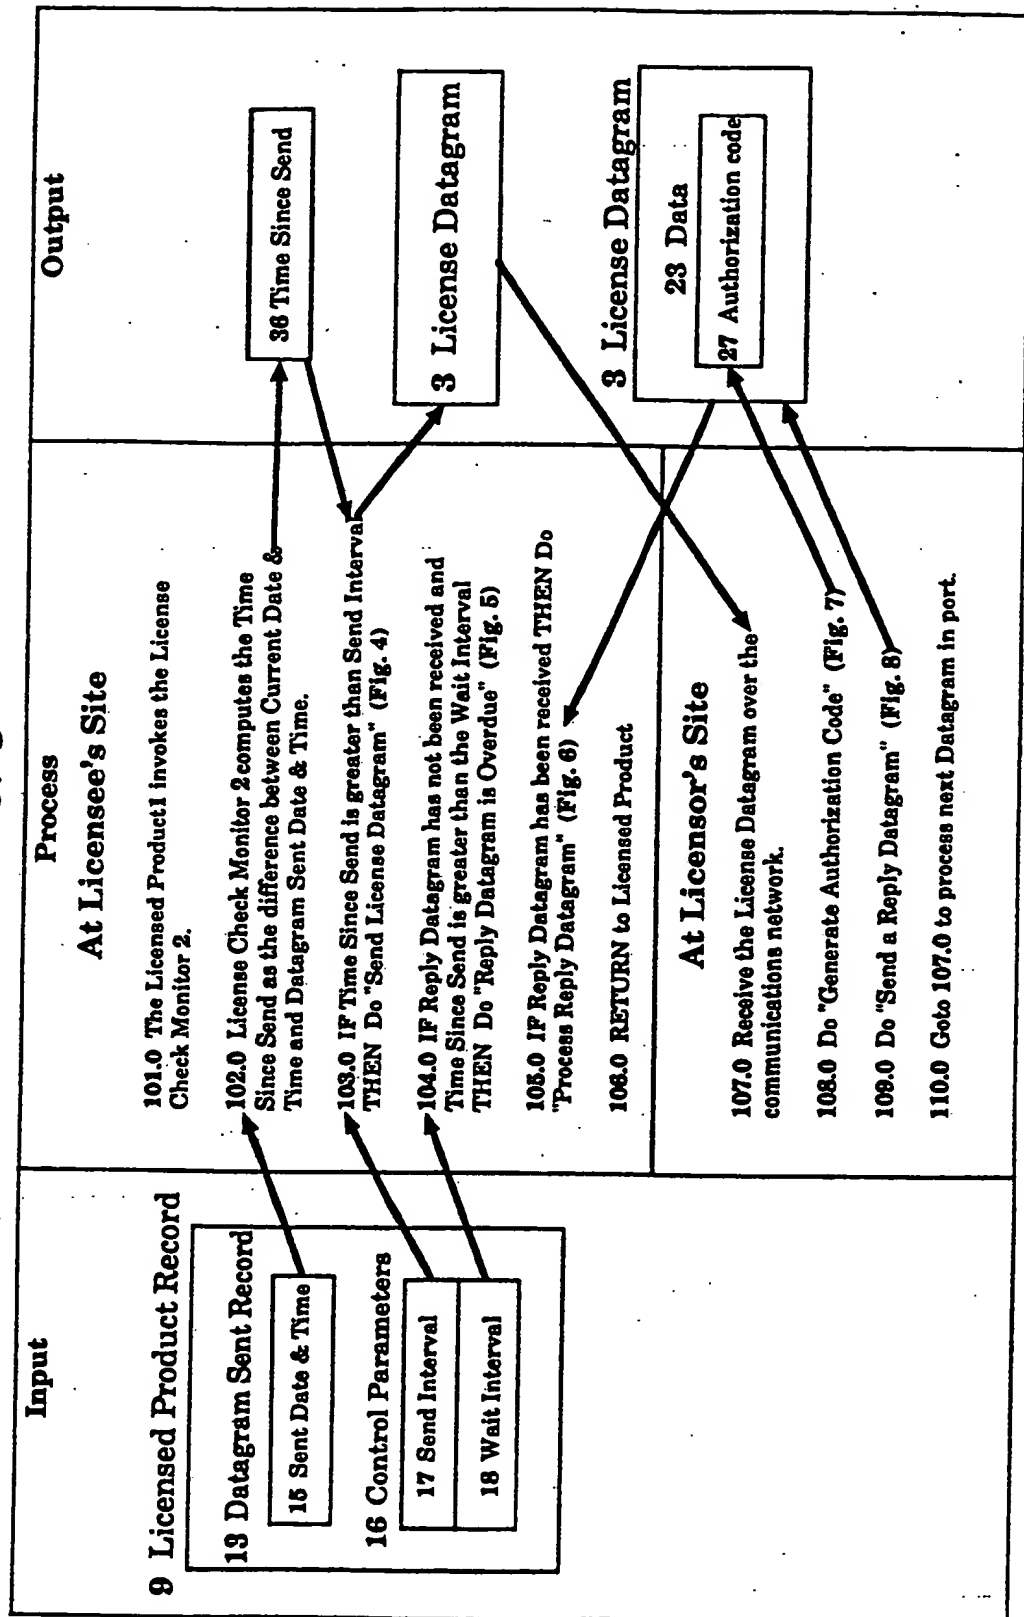 Input
9 Licensed Product Record
13 Datagram Sent Record
15 Sent Date & Time
16 Control Parameters
17 Send Interval
18 Wait Interval
Process
At Licensee's Site
101.0 The Licensed Product1 invokes the License
Check Monitor 2.
102.0 License Check Monitor 2 computes the Time
Since Send as the difference between Current Date &
Time and Datagram Sent Date & Time.
103.0 IF Time Since Send is greater than Send Interval
THEN Do "Send License Datagram" (Fig. 4)
104.0 IF Reply Datagram has not been received and
Time Since Send is greater than the Wait Interval
THEN Do "Reply Datagram is Overdue" (Fig. 5)
105.0 IF Reply Datagram has been received THEN Do
"Process Reply Datagram" (Fig. 6)
106.0 RETURN to Licensed Product
At Licensor's Site
107.0 Receive the License Datagram over the
communications network.
108.0 Do "Generate Authorization Code" (Fig. 7)
109.0 Do "Send a Reply Datagram" (Fig. 8)
110.0 Goto 107.0 to process next Datagram in port.
Output
36 Time Since Send
3 License Datagram
3 License Datagram
23 Data
27 Authorization code